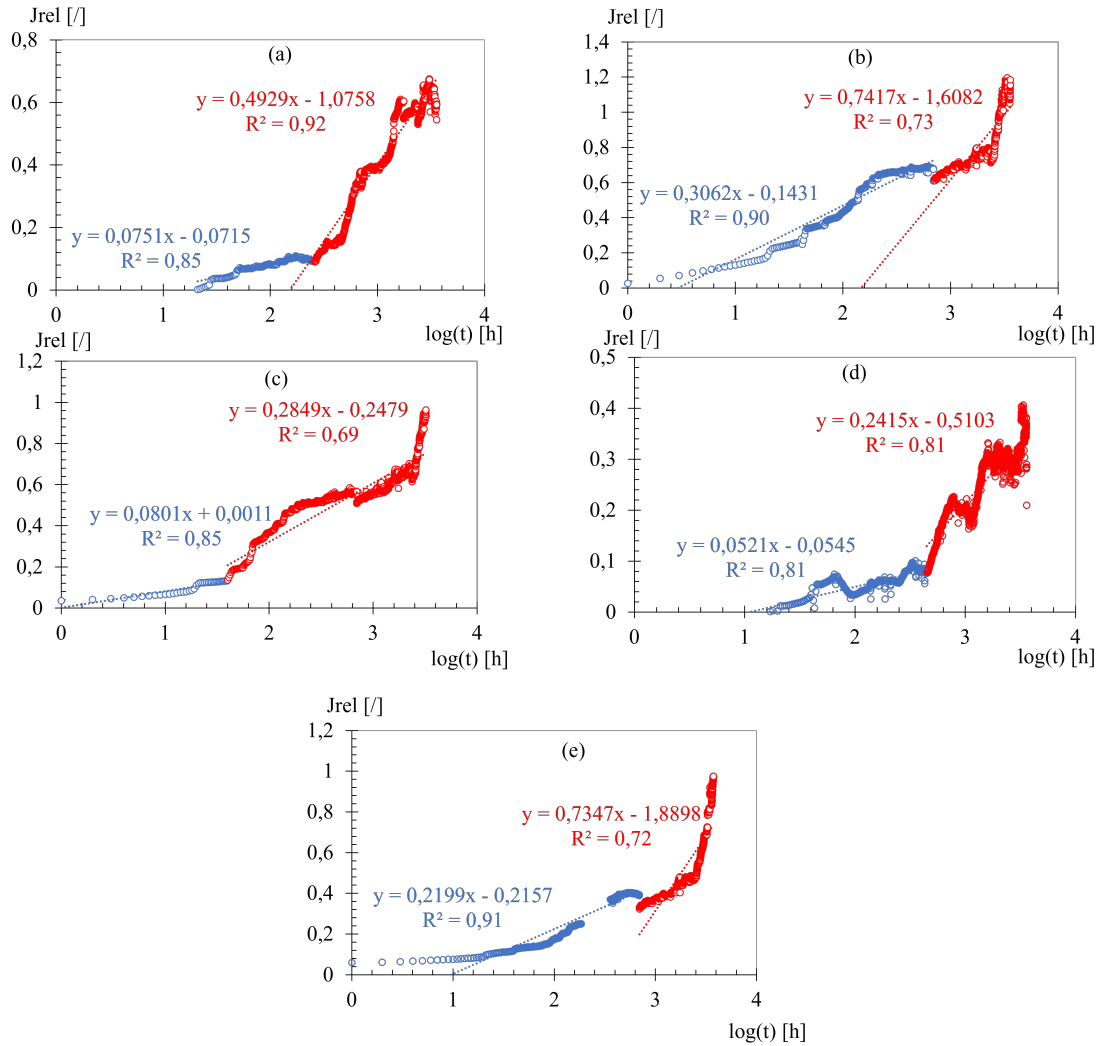 Jrel [/]
(a)
0,8
0,6
0,4
0,2
0
y = 0,4929x - 1,0758
R² = 0,92
y = 0,0751x - 0,0715
R² = 0,85
0 1 2 3 4
log(t) [h]
Jrel [/]
(b)
1,4
1,2
1,0
0,8
0,6
0,4
0,2
0
y = 0,7417x - 1,6082
R² = 0,73
y = 0,3062x - 0,1431
R² = 0,90
0 1 2 3 4
log(t) [h]
Jrel [/]
(c)
1,2
1
0,8
0,6
0,4
0,2
0
y = 0,2849x - 0,2479
R² = 0,69
y = 0,0801x + 0,0011
R² = 0,85
0 1 2 3 4
log(t) [h]
Jrel [/]
(d)
0,5
0,4
0,3
0,2
0,1
0
y = 0,2415x - 0,5103
R² = 0,81
y = 0,0521x - 0,0545
R² = 0,81
0 1 2 3 4
log(t) [h]
Jrel [/]
(e)
1,2
1
0,8
0,6
0,4
0,2
0
y = 0,7347x - 1,8898
R² = 0,72
y = 0,2199x - 0,2157
R² = 0,91
0 1 2 3 4
log(t) [h]